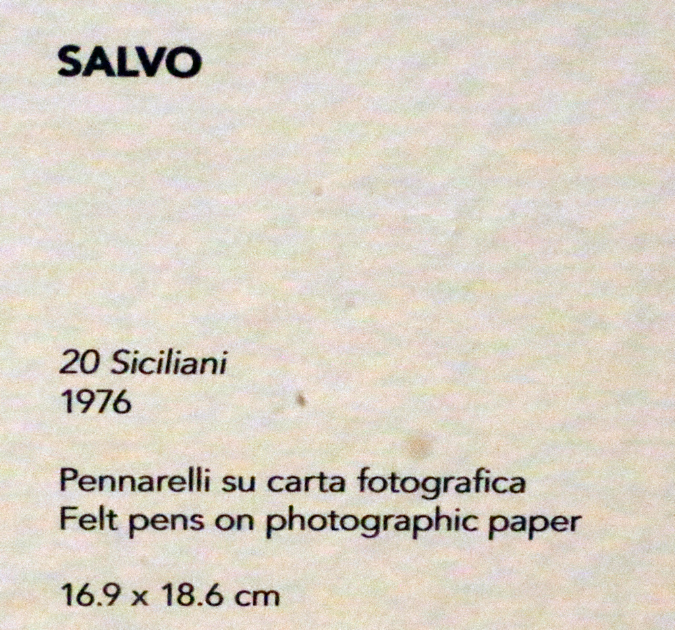 SALVO
20 Siciliani
1976
Pennarelli su carta fotografica
Felt pens on photographic paper
16.9 x 18.6 cm